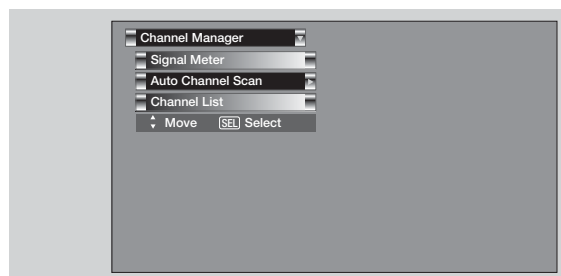 Channel Manager
Signal Meter
Auto Channel Scan
Channel List
Move SEL Select